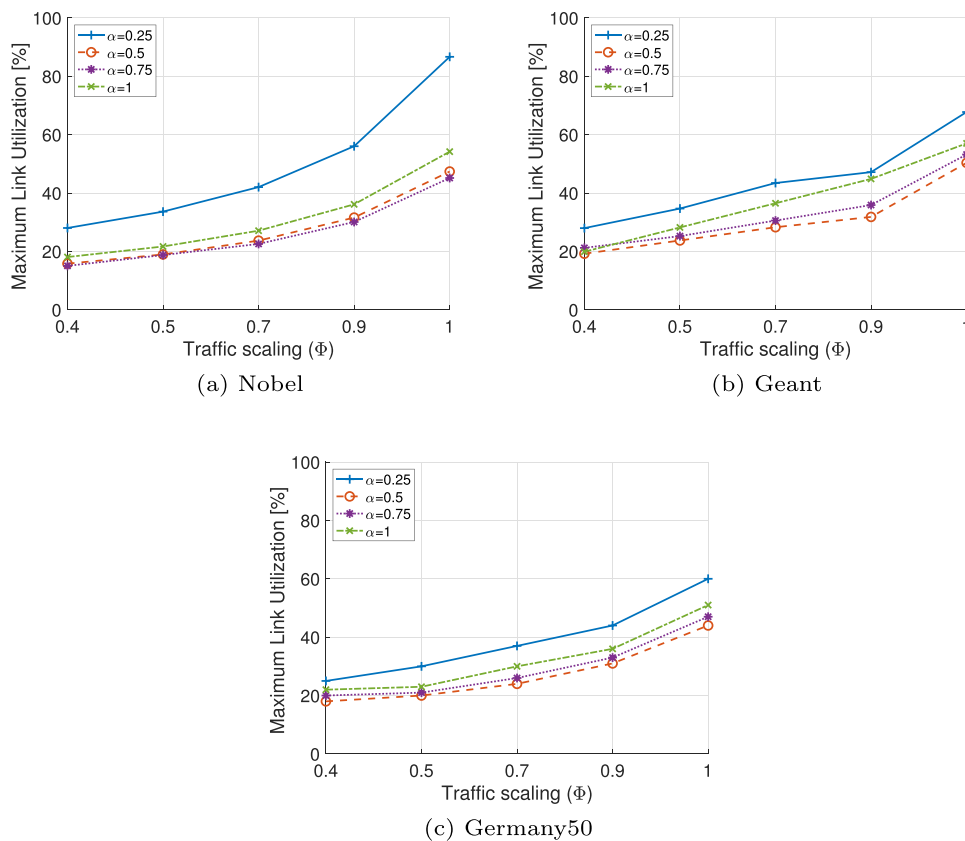 Maximum Link Utilization [%]
100
80
60
40
20
0
α=0.25
α=0.5
α=0.75
α=1
0.4 0.5 0.7 0.9 1
Traffic scaling (Φ)
(a) Nobel
Maximum Link Utilization [%]
100
80
60
40
20
0
α=0.25
α=0.5
α=0.75
α=1
0.4 0.5 0.7 0.9 1
Traffic scaling (Φ)
(b) Geant
Maximum Link Utilization [%]
100
80
60
40
20
0
α=0.25
α=0.5
α=0.75
α=1
0.4 0.5 0.7 0.9 1
Traffic scaling (Φ)
(c) Germany50